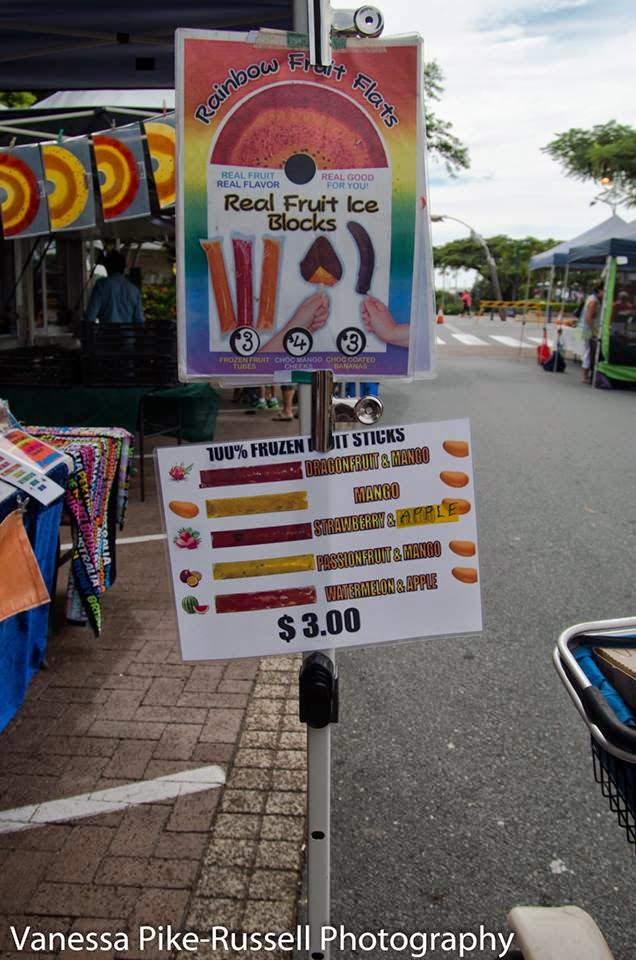 Rainbow Fruit Flats
REAL FRUIT
REAL FLAVOR
REAL GOOD
FOR YOU!
Real Fruit Ice
Blocks
$3
$4
$3
FROZEN FRUIT
TUBES
CHOC MANGO
CHEEKS
CHOC COATED
BANANAS
100% FROZEN FRUIT STICKS
DRAGONFRUIT & MANGO
MANGO
STRAWBERRY & APPLE
PASSIONFRUIT & MANGO
WATERMELON & APPLE
$ 3.00
Vanessa Pike-Russell Photography